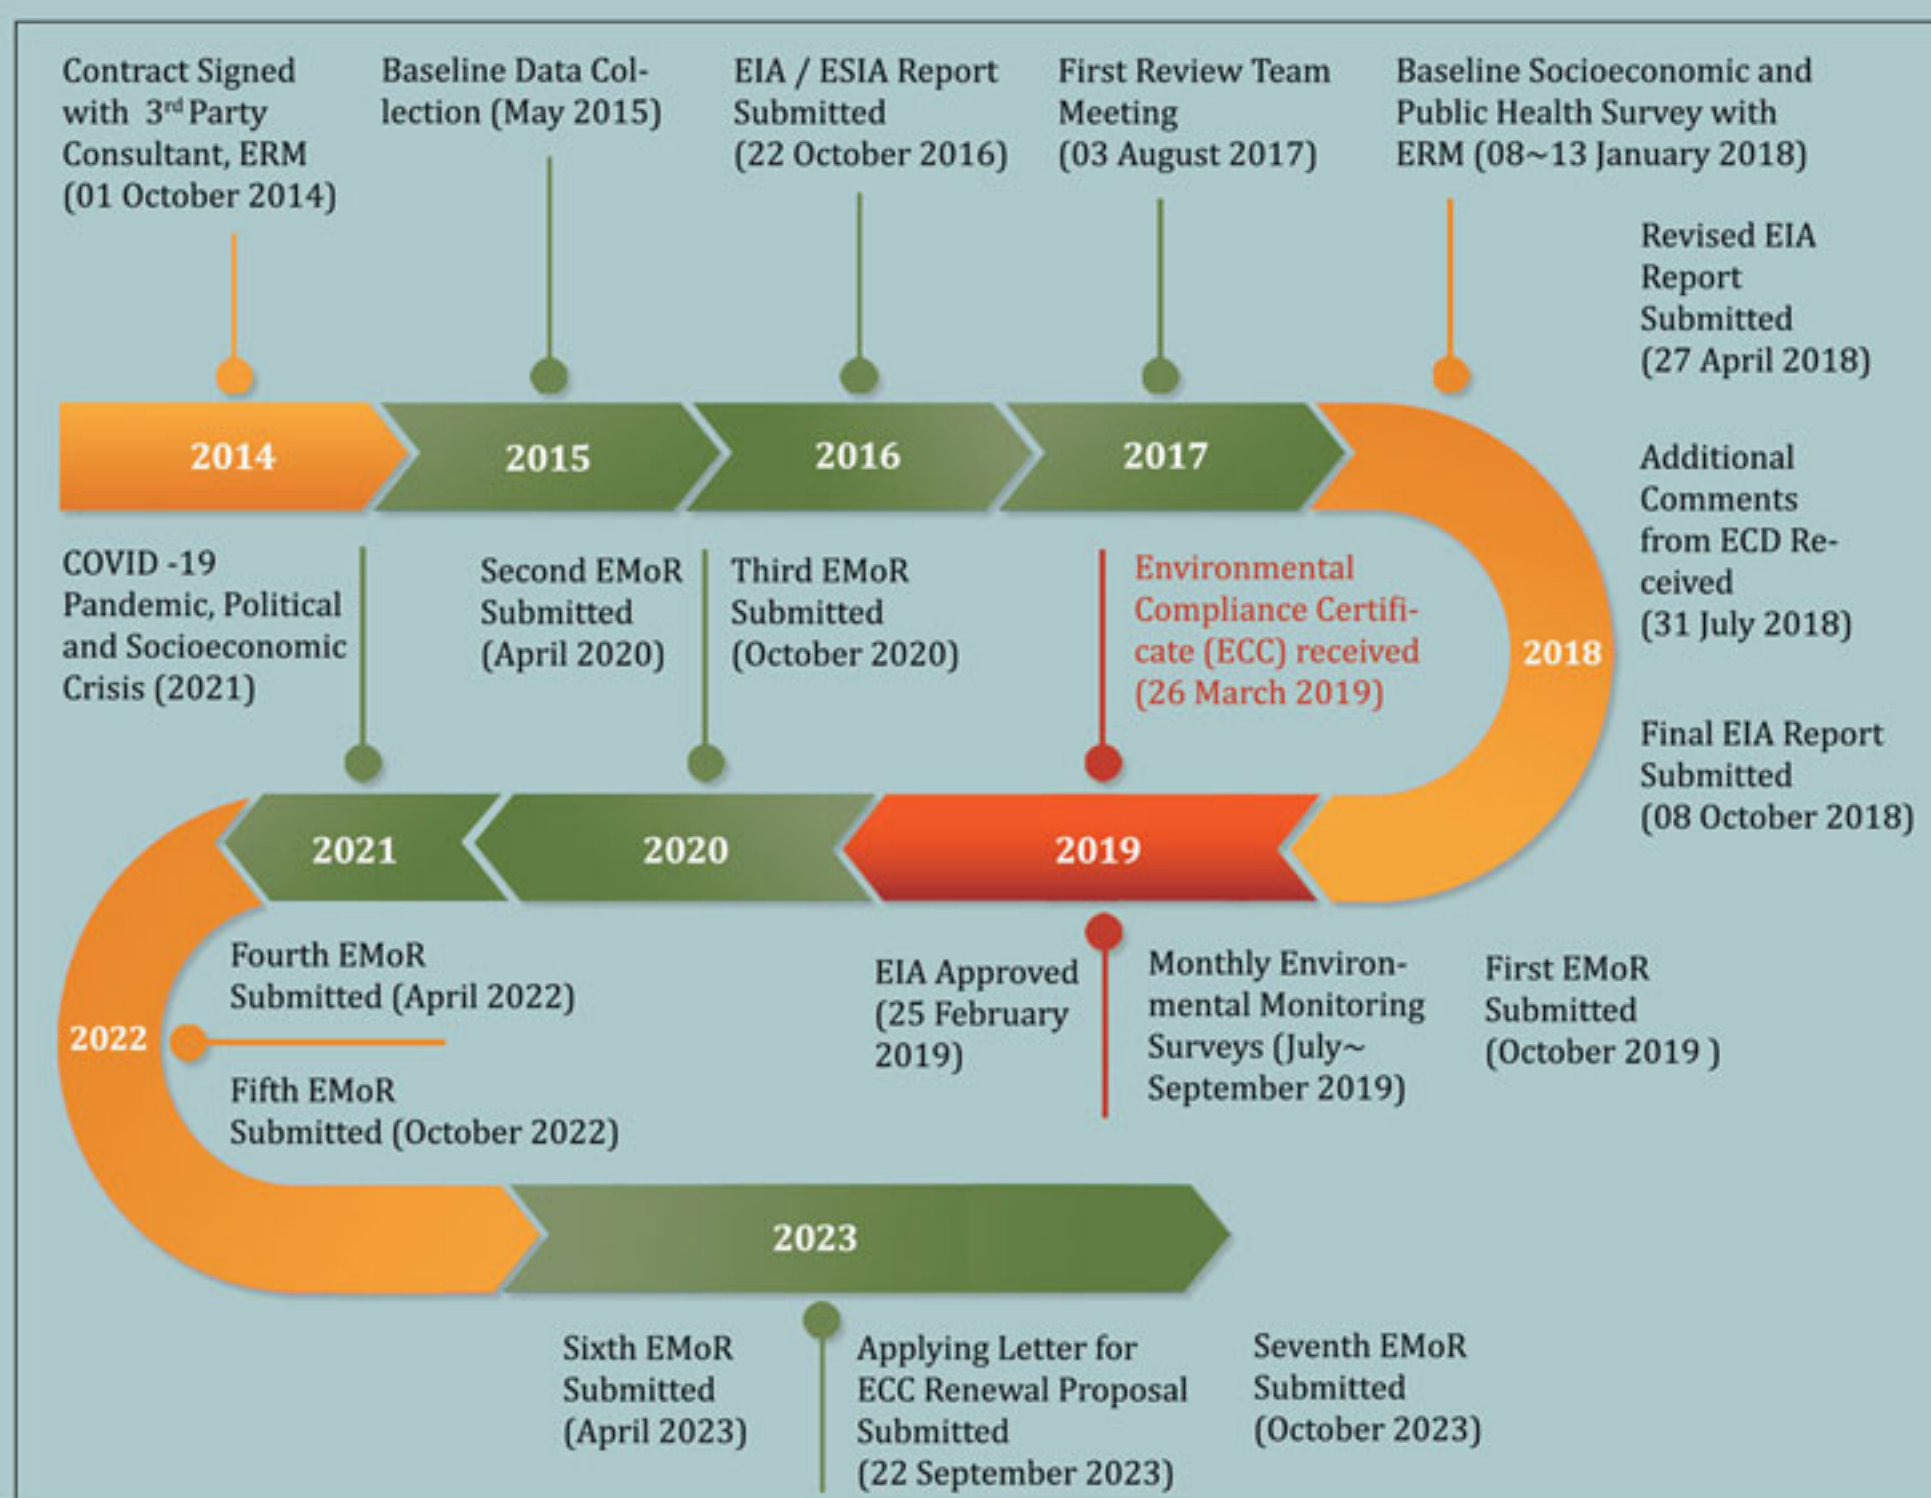 Contract Signed
with 3rd Party
Consultant, ERM
(01 October 2014)
Baseline Data Col-
lection (May 2015)
EIA / ESIA Report
Submitted
(22 October 2016)
First Review Team
Meeting
(03 August 2017)
Baseline Socioeconomic and
Public Health Survey with
ERM (08~13 January 2018)
Revised EIA
Report
Submitted
(27 April 2018)
2014
2015
2016
2017
Additional
Comments
from ECD Re-
ceived
(31 July 2018)
2018
Final EIA Report
Submitted
(08 October 2018)
COVID -19
Pandemic, Political
and Socioeconomic
Crisis (2021)
Second EMoR
Submitted
(April 2020)
Third EMoR
Submitted
(October 2020)
Environmental
Compliance Certifi-
cate (ECC) received
(26 March 2019)
2021
2020
2019
Fourth EMoR
Submitted (April 2022)
2022
Fifth EMoR
Submitted (October 2022)
EIA Approved
(25 February
2019)
Monthly Environ-
mental Monitoring
Surveys (July~
September 2019)
First EMoR
Submitted
(October 2019 )
2023
Sixth EMoR
Submitted
(April 2023)
Applying Letter for
ECC Renewal Proposal
Submitted
(22 September 2023)
Seventh EMoR
Submitted
(October 2023)